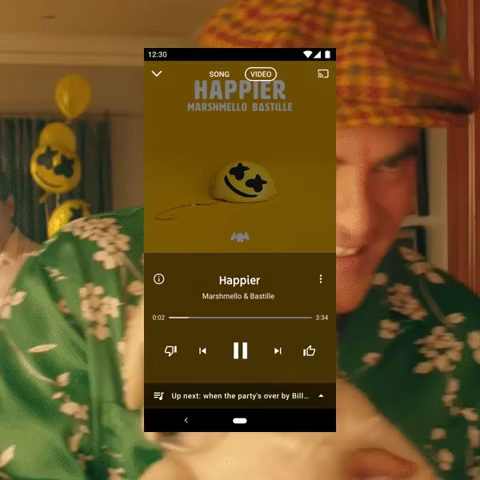 12:30
SONG VIDEO
HAPPIER
MARSHMELLO BASTILLE
Happier
Marshmello & Bastille
0:02 3:34
Up next: when the party's over by Bill...